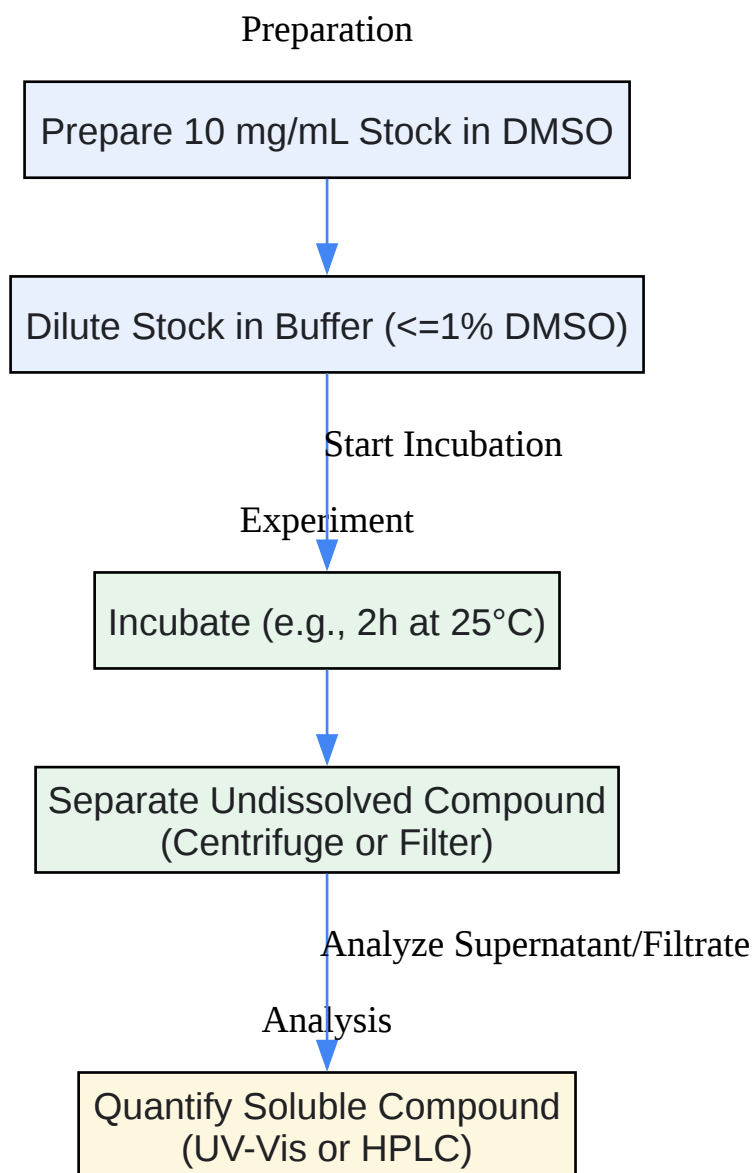 Preparation
Prepare 10 mg/mL Stock in DMSO
Dilute Stock in Buffer (<=1% DMSO)
Start Incubation
Experiment
Incubate (e.g., 2h at 25°C)
Separate Undissolved Compound
(Centrifuge or Filter)
Analyze Supernatant/Filtrate
Analysis
Quantify Soluble Compound
(UV-Vis or HPLC)